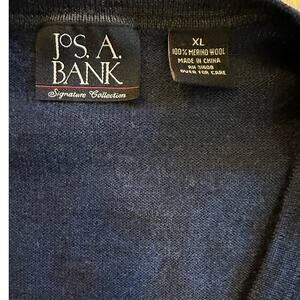 JoS. A.
BANK
Signature Collection
XL
100% MERINO WOOL
MADE IN CHINA
RN 31608
OVER FOR CARE